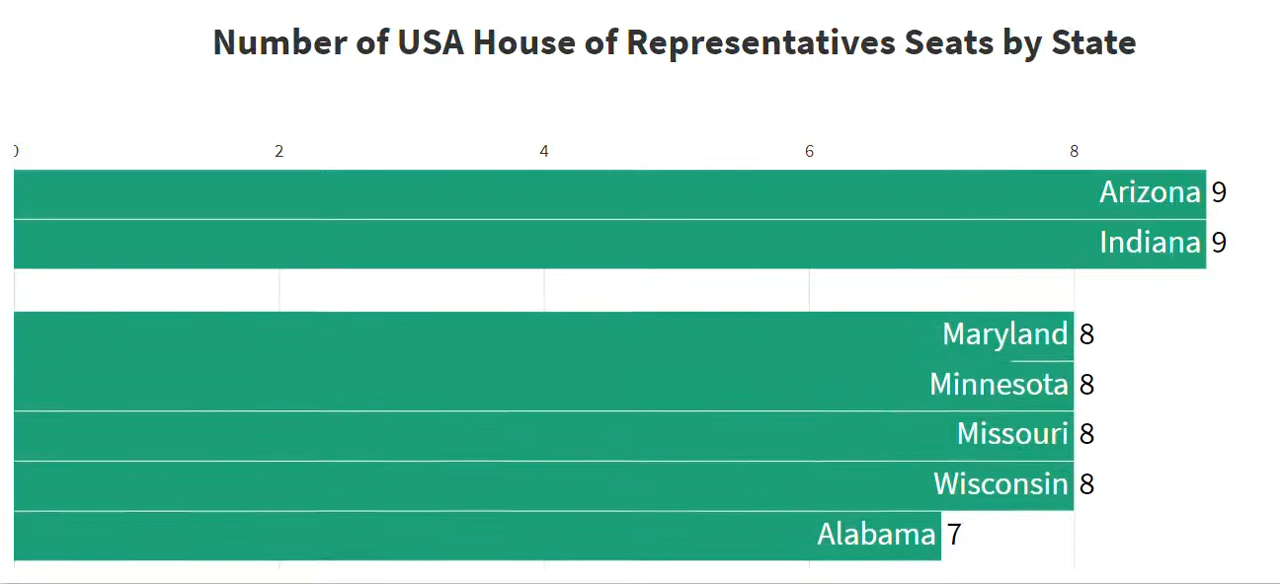 Number of USA House of Representatives Seats by State
0 2 4 6 8
Arizona 9
Indiana 9
Maryland 8
Minnesota 8
Missouri 8
Wisconsin 8
Alabama 7